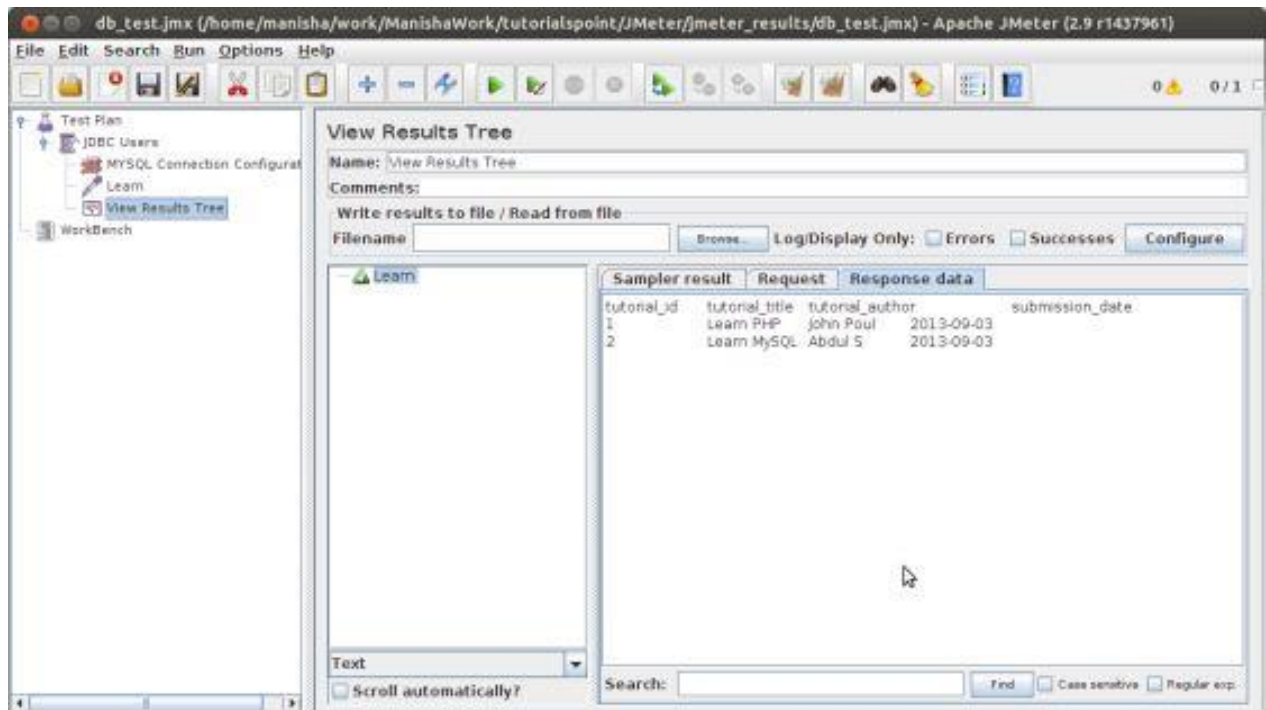 db_test.jmx (/home/manisha/work/ManishaWork/tutorialspoint/JMeter/jmeter_results/db_test.jmx) - Apache JMeter (2.9 r1437961)
File Edit Search Run Options Help
0 0/1
Test Plan
JDBC Users
MYSQL Connection Configurat
Learn
View Results Tree
WorkBench
View Results Tree
Name: View Results Tree
Comments:
Write results to file / Read from file
Filename Browse... Log/Display Only: Errors Successes Configure
Learn
Sampler result Request Response data
tutorial_id tutorial_title tutorial_author submission_date
1 Learn PHP John Poul 2013-09-03
2 Learn MySQL Abdul S 2013-09-03
Text
Scroll automatically?
Search: Find Case sensitive Regular exp.